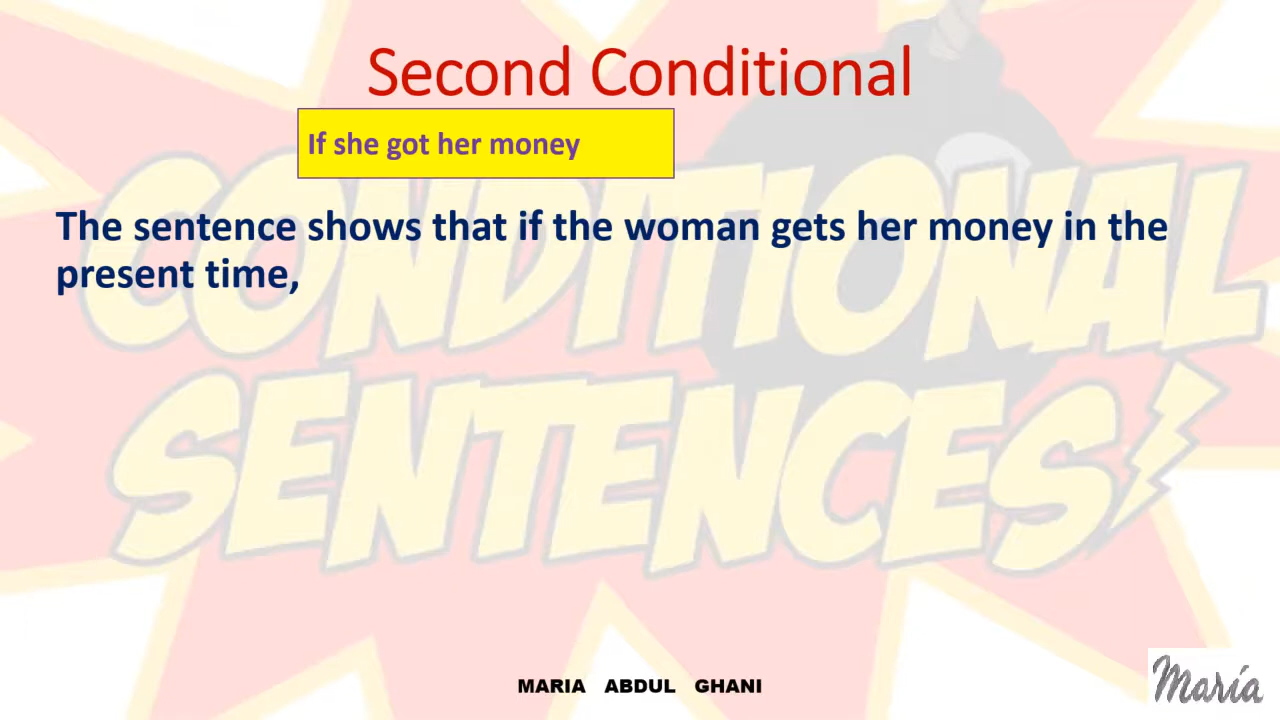 Second Conditional
If she got her money
The sentence shows that if the woman gets her money in the
present time,
CONDITIONAL
SENTENCES!
MARIA ABDUL GHANI
Maria